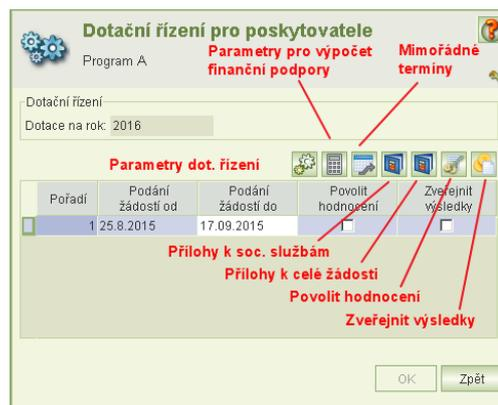 Dotační řízení pro poskytovatele
Program A
Parametry pro výpočet
finanční podpory
Mimořádné
termíny
Dotační řízení
Dotace na rok: 2016
Parametry dot. řízení
Pořadí
Podání
žádostí od
Podání
žádostí do
Povolit
hodnocení
Zveřejnit
výsledky
1 25.8.2015 17.09.2015
Přílohy k soc. službám
Přílohy k celé žádosti
Povolit hodnocení
Zveřejnit výsledky
OK Zpět